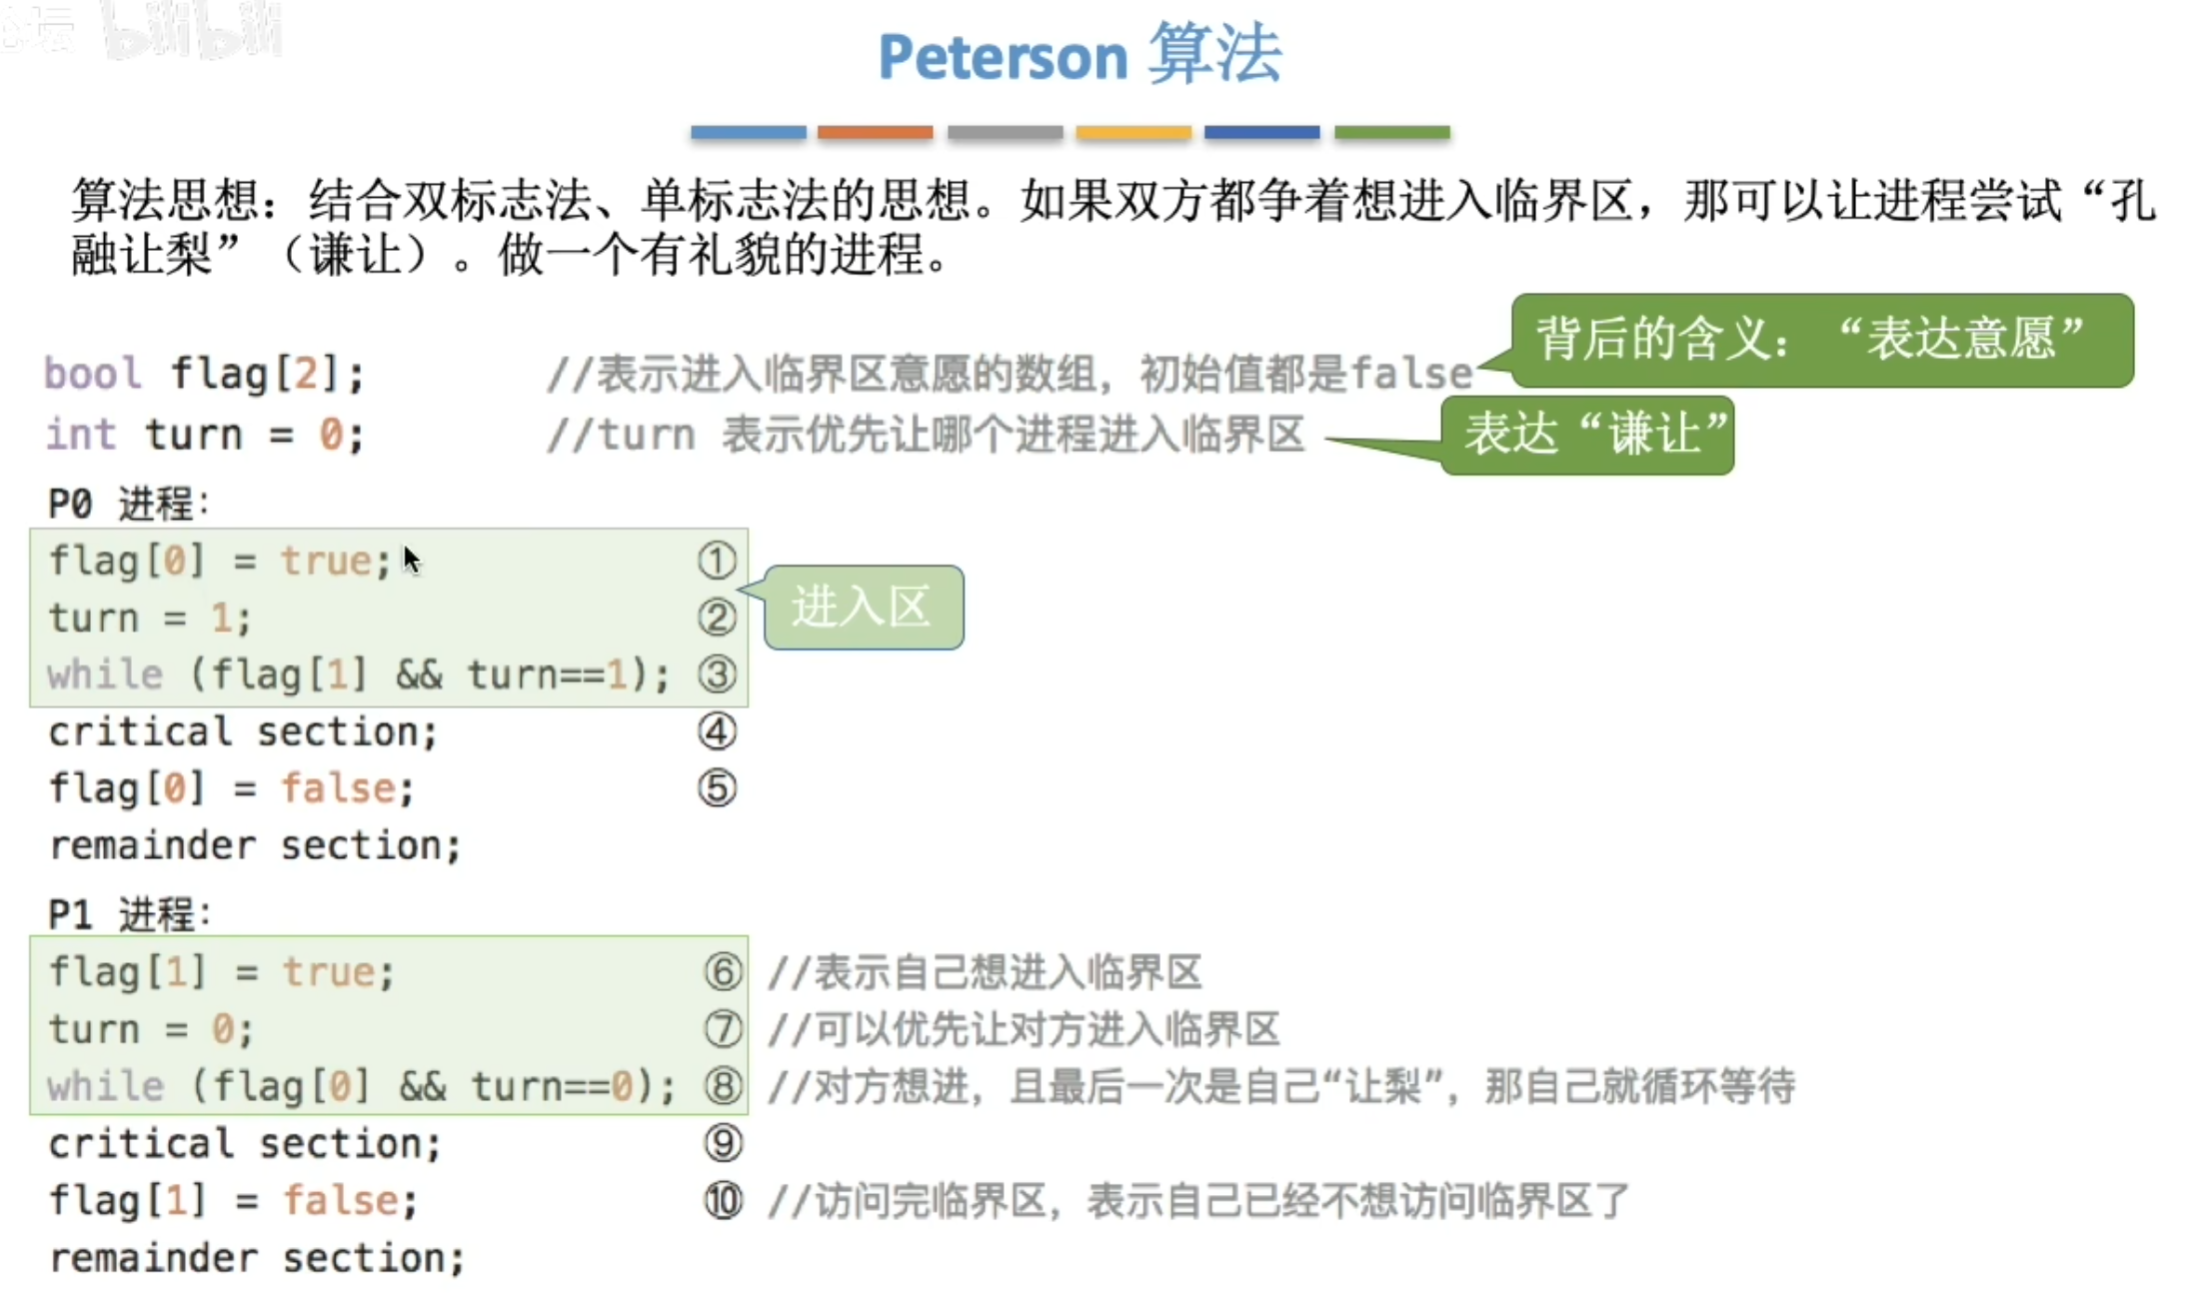 坛 bilibili
Peterson 算法
算法思想：结合双标志法、单标志法的思想。如果双方都争着想进入临界区，那可以让进程尝试“孔
融让梨”（谦让）。做一个有礼貌的进程。
背后的含义：“表达意愿”
bool flag[2]; //表示进入临界区意愿的数组，初始值都是false
int turn = 0; //turn 表示优先让哪个进程进入临界区
表达“谦让”
P0 进程：
flag[0] = true; ①
进入区
turn = 1; ②
while (flag[1] && turn==1); ③
critical section; ④
flag[0] = false; ⑤
remainder section;
P1 进程：
flag[1] = true; ⑥ //表示自己想进入临界区
turn = 0; ⑦ //可以优先让对方进入临界区
while (flag[0] && turn==0); ⑧ //对方想进，且最后一次是自己“让梨”，那自己就循环等待
critical section; ⑨
flag[1] = false; ⑩ //访问完临界区，表示自己已经不想访问临界区了
remainder section;